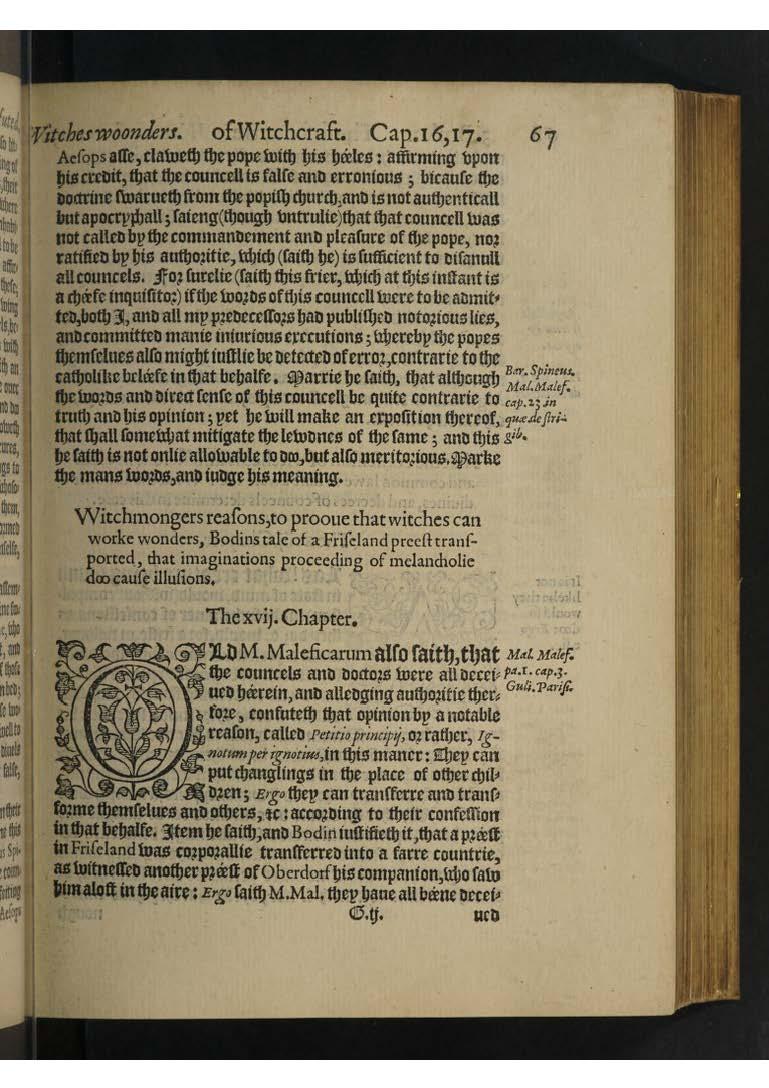 Witches woonders. of Witchcraft. Cap.16,17. 67
Aesops asse, claweth the pope with his héeles: affirming vpon
his credit, that the councell is false and erronious; bicause the
doctrine swarueth from the popish church, and is not authenticall
but apocryphall; saieng (though vntrulie) that that councell was
not called by the commandement and pleasure of the pope, nor
ratified by his authoritie, which (saith he) is sufficient to disanull
all councels. For surelie (saith this frier, which at this instant is
a chéefe inquisitor) if the words of this councell were to be admit-
ted, both I, and all my predecessors had published notorious lies,
and committed manie iniurious executions; whereby the popes
themselues also might iustlie be detected of error, contrarie to the
catholike beléefe in that behalfe. Marrie he saith, that although
the words and direct sense of this councell be quite contrarie to
truth and his opinion; yet he will make an exposition thereof,
that shall somewhat mitigate the lewdnes of the same; and this
he saith is not onlie allowable to doo, but also meritorious. Marke
the mans words, and iudge his meaning.
Bar. Spineus.
Mal. Malef.
cap. 23. in
quæ. de stri-
gib.
Witchmongers reasons, to prooue that witches can
worke wonders, Bodins tale of a Friseland preest trans-
ported, that imaginations proceeding of melancholie
doo cause illusions.
The xvij. Chapter.
OLD M. Maleficarum also saith, that
the councels and doctors were all decei-
ued héerein, and alledging authoritie ther-
fore, confuteth that opinion by a notable
reason, called Petitio principij, or rather, Ig-
notum per ignotius, in this maner: They can
put changlings in the place of other chil-
dren; Ergo they can transferre and trans-
forme themselues and others, &c: according to their confession
in that behalfe. Item he saith, and Bodin iustifieth it, that a préest
in Friseland was corporallie transferred into a farre countrie,
as witnessed another préest of Oberdorf his companion, who saw
him aloft in the aire: Ergo saith M. Mal. they haue all béene decei-
Mal. Malef.
pa. 1. cap. 3.
Guli. Paris.
G.ij. ued